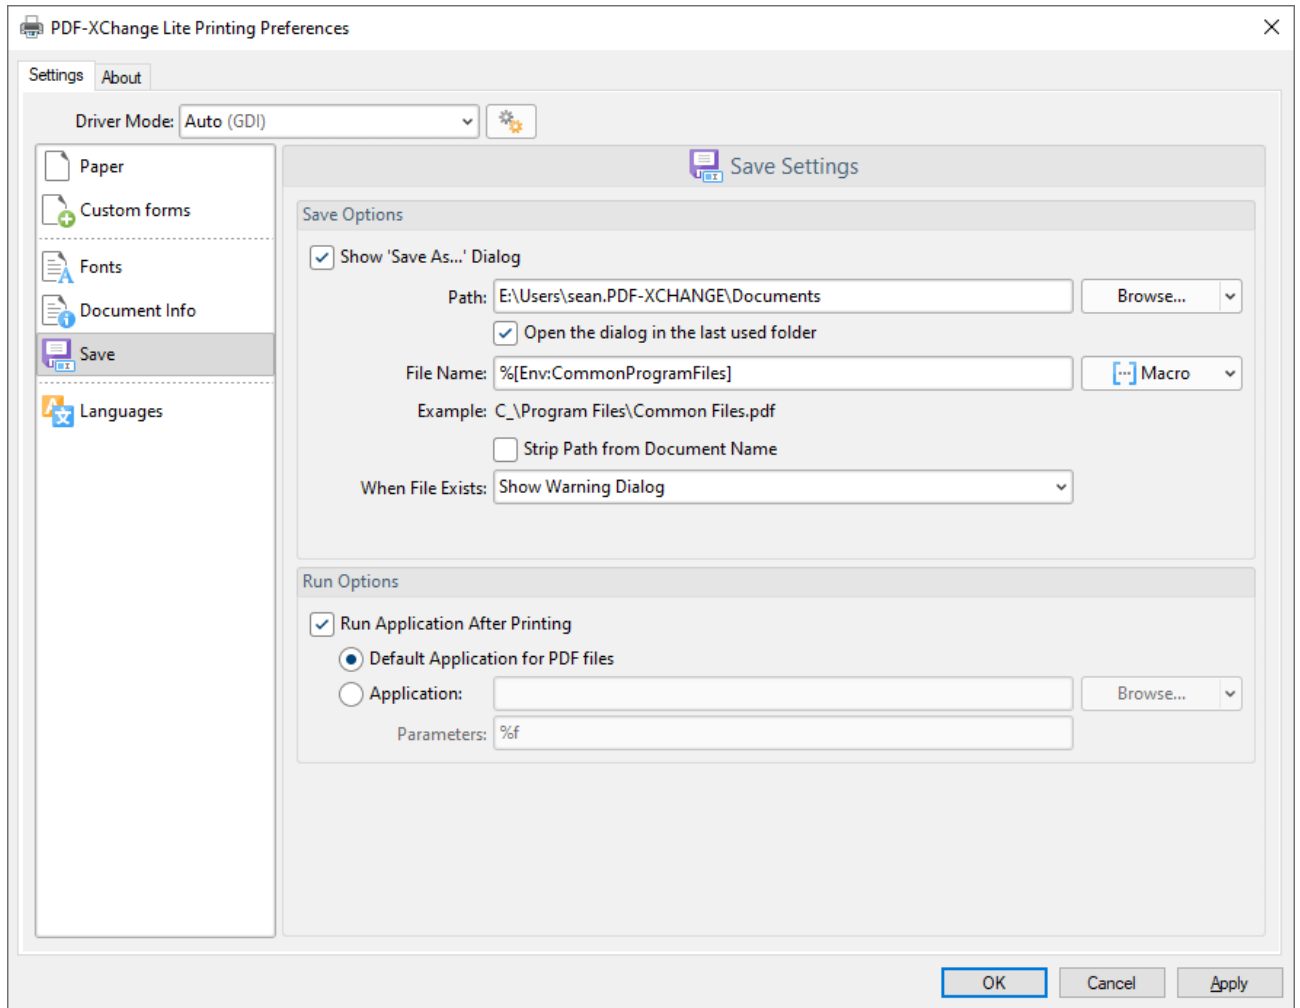 PDF-XChange Lite Printing Preferences
Settings About
Driver Mode: Auto (GDI)
Paper
Custom forms
Fonts
Document Info
Save
Languages
Save Settings
Save Options
Show 'Save As...' Dialog
Path: E:\Users\sean.PDF-XCHANGE\Documents Browse...
Open the dialog in the last used folder
File Name: %[Env:CommonProgramFiles] Macro
Example: C_\Program Files\Common Files.pdf
Strip Path from Document Name
When File Exists: Show Warning Dialog
Run Options
Run Application After Printing
Default Application for PDF files
Application: Browse...
Parameters: %f
OK Cancel Apply